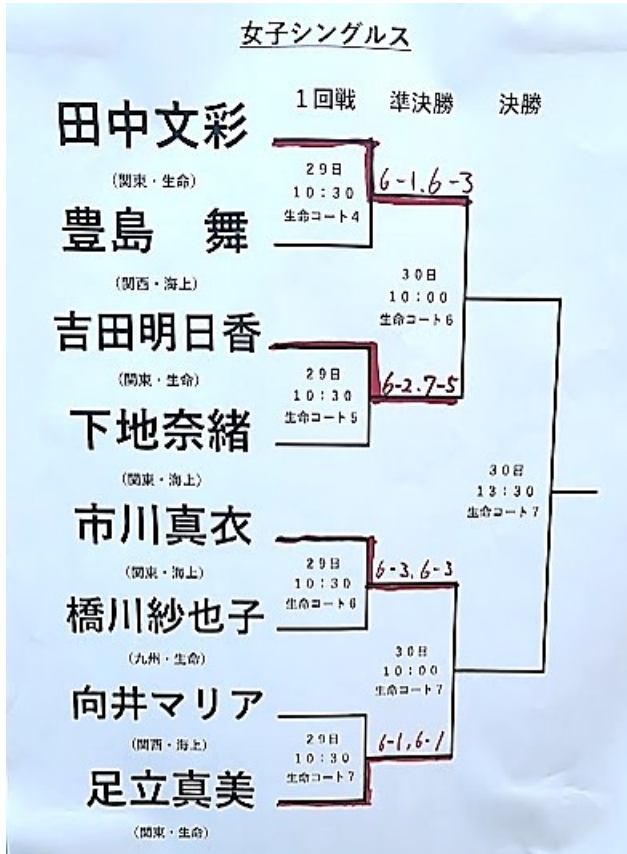 女子シングルス
1回戦 準決勝 決勝
田中文彩
(関東・生命)
29日
10:30
生命コート4
6-1.6-3
豊島 舞
(関西・海上)
30日
10:00
生命コート6
吉田明日香
(関東・生命)
29日
10:30
生命コート5
6-2.7-5
下地奈緒
(関東・海上)
30日
13:30
生命コート7
市川真衣
(関東・海上)
29日
10:30
生命コート6
6-3.6-3
橋川紗也子
(九州・生命)
30日
10:00
生命コート7
向井マリア
(関西・海上)
29日
10:30
生命コート7
6-1,6-1
足立真美
(関東・生命)